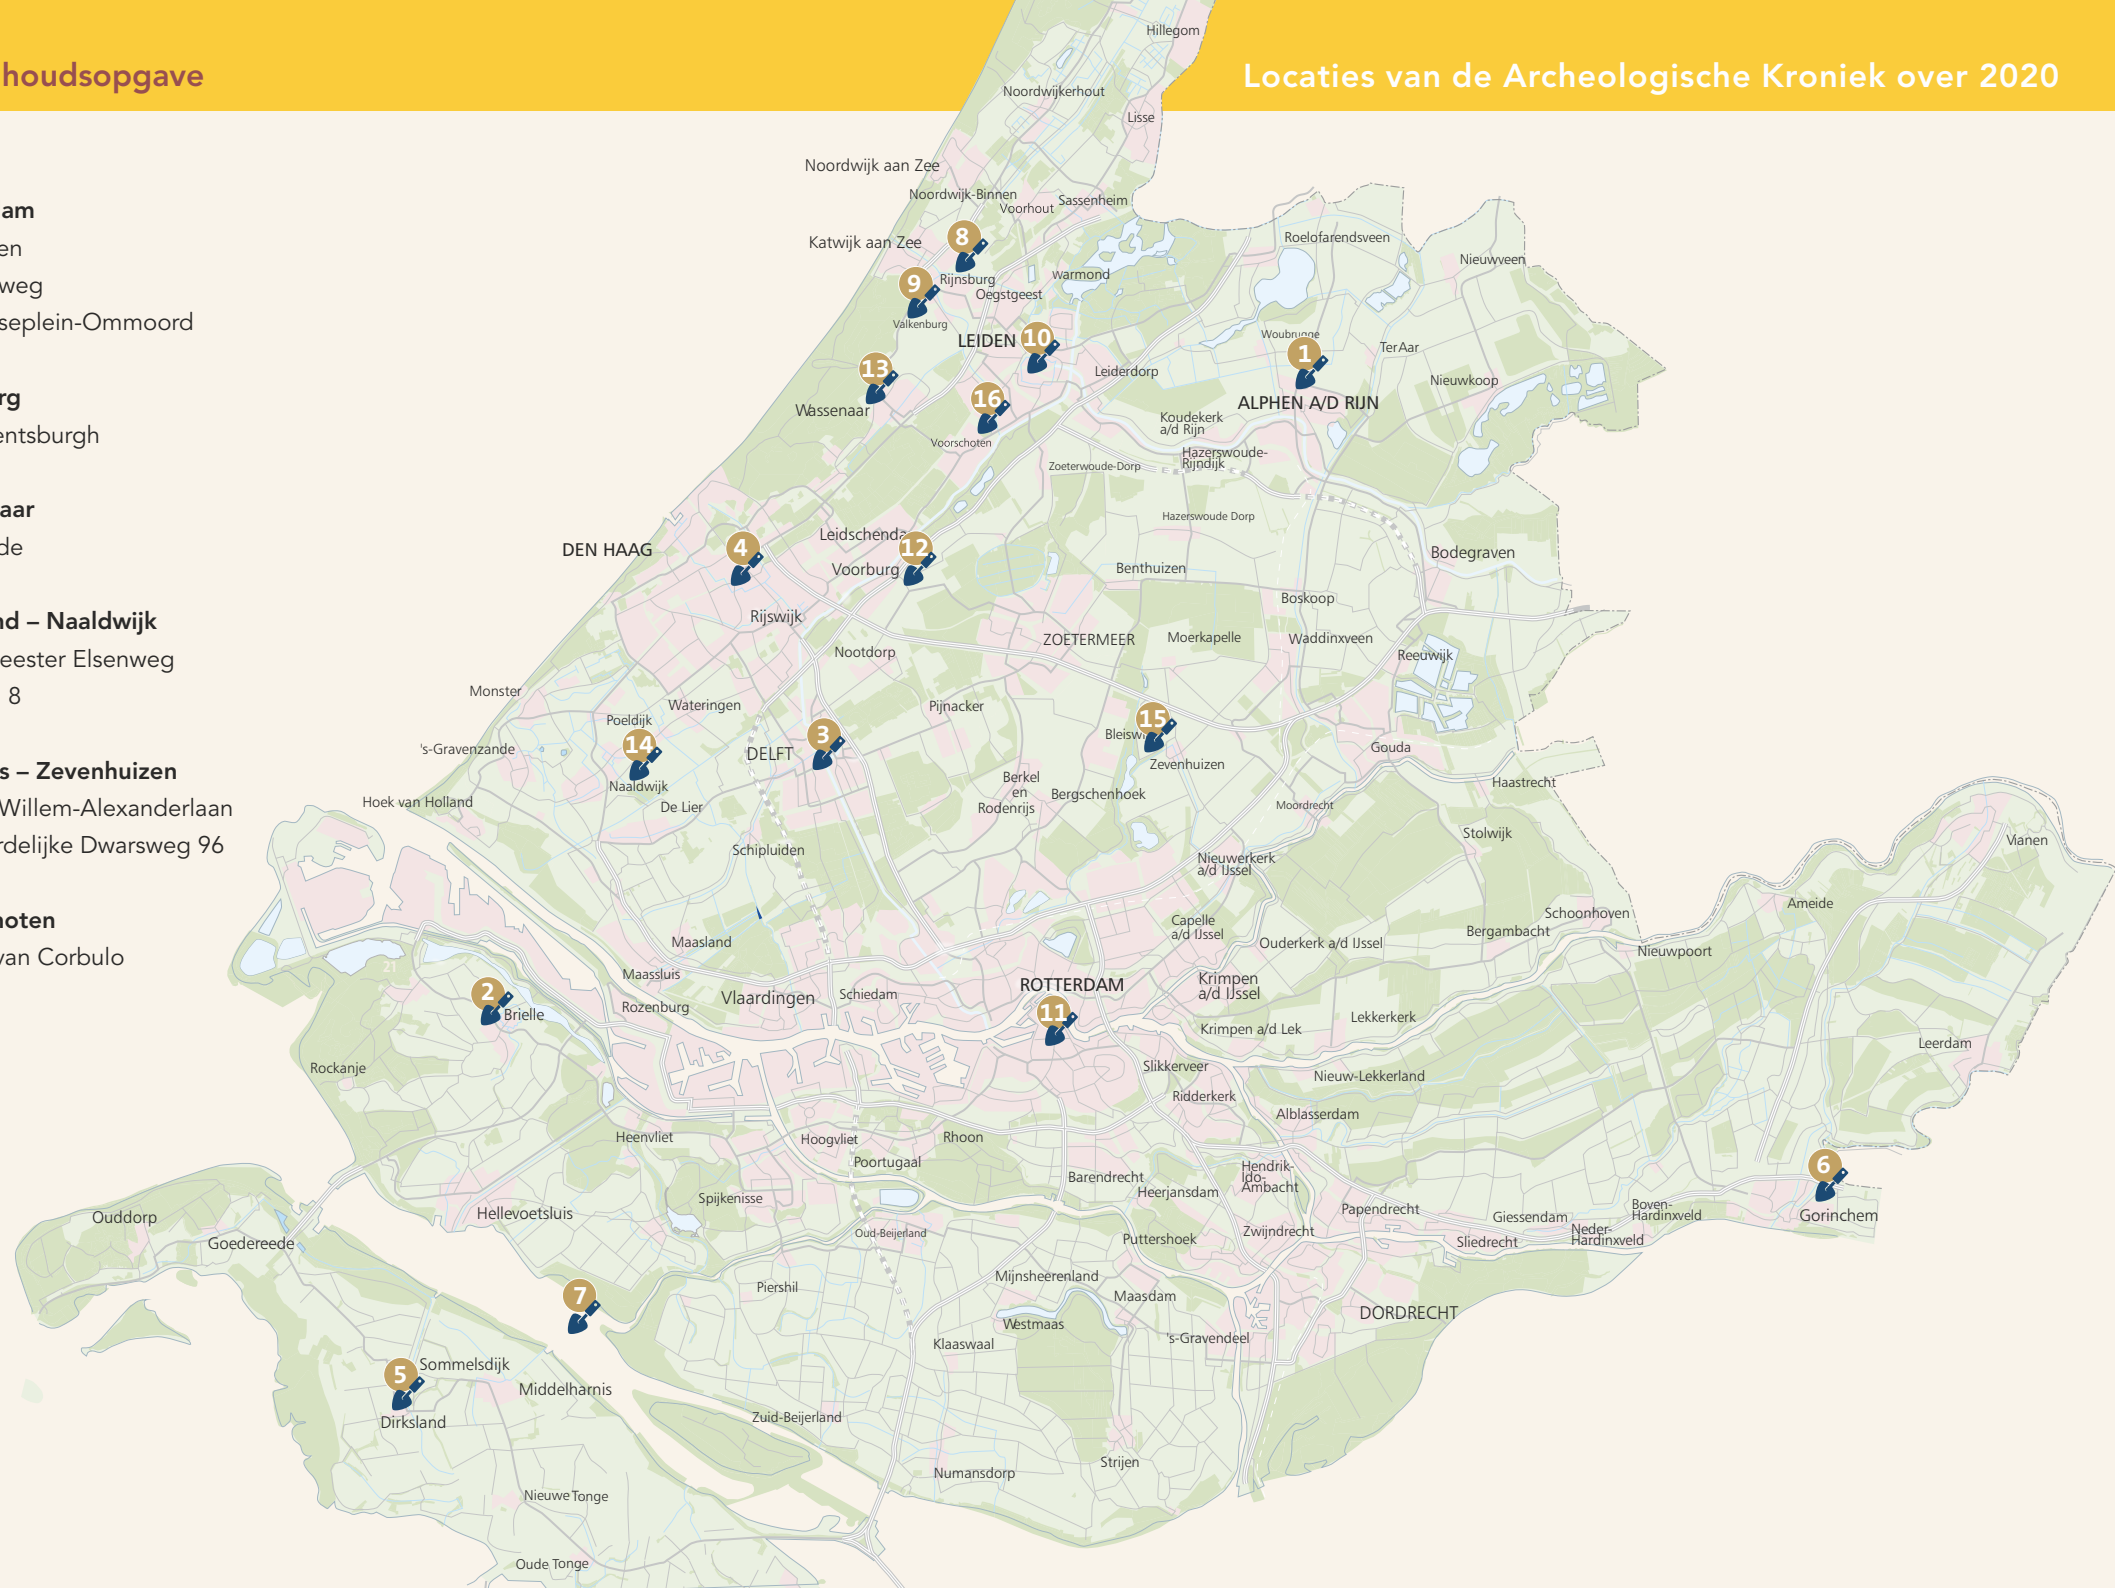 houdsopgave
Locaties van de Archeologische Kroniek over 2020
am
en
weg
seplein-Ommoord
rg
entsburgh
aar
de
nd – Naaldwijk
eester Elsenweg
8
s – Zevenhuizen
Willem-Alexanderlaan
rdelijke Dwarsweg 96
hoten
van Corbulo
Hillegom
Noordwijkerhout
Lisse
Noordwijk aan Zee
Noordwijk-Binnen
Sassenheim
Voorhout
Katwijk aan Zee
8
Roelofarendsveen
Nieuwveen
Warmond
Rijnsburg
9
Oegstgeest
Valkenburg
LEIDEN
10
Woubrugge
1
Ter Aar
13
Leiderdorp
Nieuwkoop
16
Wassenaar
ALPHEN A/D RIJN
Koudekerk
a/d Rijn
Voorschoten
Hazerswoude-
Rijndijk
Zoeterwoude-Dorp
Hazerswoude Dorp
Leidschenda
DEN HAAG
4
12
Bodegraven
Voorburg
Benthuizen
Boskoop
Rijswijk
ZOETERMEER
Moerkapelle
Waddinxveen
Nootdorp
Reeuwijk
Monster
Wateringen
Pijnacker
Poeldijk
15
3
Bleiswi
's-Gravenzande
14
DELFT
Gouda
Zevenhuizen
Naaldwijk
Berkel
en
Rodenrijs
Haastrecht
Bergschenhoek
Hoek van Holland
De Lier
Moordrecht
Stolwijk
Vianen
Schipluiden
Nieuwerkerk
a/d IJssel
Ameide
Schoonhoven
Capelle
a/d IJssel
Bergambacht
Maasland
Ouderkerk a/d IJssel
Nieuwpoort
21
Maassluis
ROTTERDAM
Krimpen
a/d IJssel
2
Vlaardingen
Schiedam
Rozenburg
11
Brielle
Lekkerkerk
Krimpen a/d Lek
Leerdam
Rockanje
Slikkerveer
Nieuw-Lekkerland
Ridderkerk
Alblasserdam
Heenvliet
Hoogvliet
Rhoon
Poortugaal
Hendrik-
Ido-
Ambacht
6
Barendrecht
Heerjansdam
Spijkenisse
Boven-
Hardinxveld
Papendrecht
Hellevoetsluis
Ouddorp
Giessendam
Gorinchem
Oud-Beijerland
Zwijndrecht
Neder-
Hardinxveld
Goedereede
Puttershoek
Sliedrecht
Mijnsheerenland
Piershil
7
Maasdam
DORDRECHT
Westmaas
's-Gravendeel
Klaaswaal
Sommelsdijk
5
Middelharnis
Dirksland
Zuid-Beijerland
Strijen
Numansdorp
Nieuwe Tonge
Oude Tonge